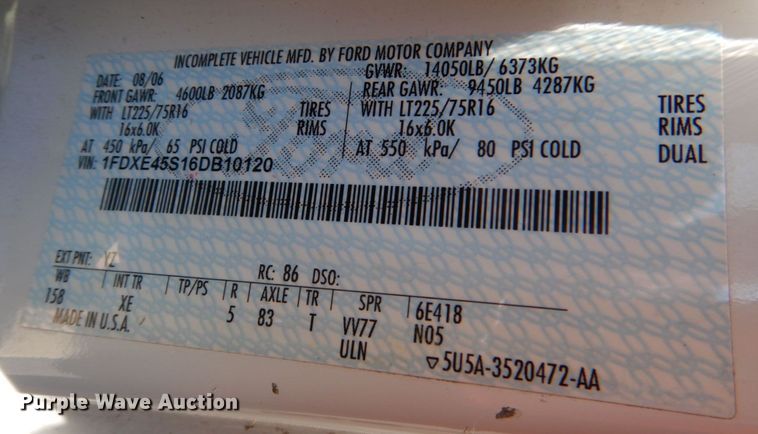 INCOMPLETE VEHICLE MFD. BY FORD MOTOR COMPANY
DATE: 08/06 GVWR: 14050LB/ 6373KG
FRONT GAWR: 4600LB 2087KG REAR GAWR: 9450LB 4287KG
WITH LT225/75R16 TIRES WITH LT225/75R16 TIRES
16x6.0K RIMS 16x6.0K RIMS
AT 450 kPa/ 65 PSI COLD AT 550 kPa/ 80 PSI COLD DUAL
VIN: 1FDXE45S16DB10120
EXT PNT: YZ RC: 86 DSO:
WB INT TR TP/PS R AXLE TR SPR 6E418
158 XE 5 83 T VV77 N05
MADE IN U.S.A. ULN 5U5A-3520472-AA
Purple Wave Auction